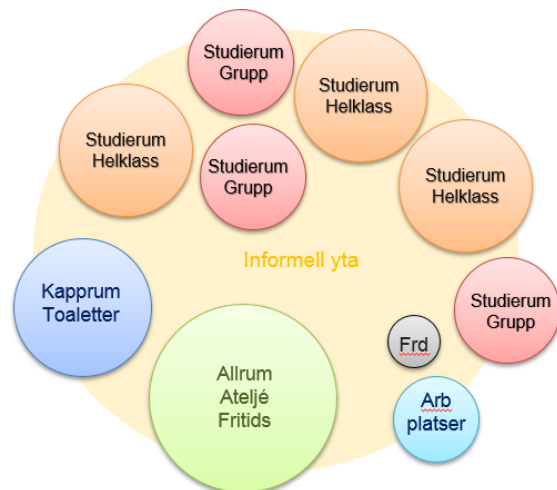 Studierum
Grupp
Studierum
Helklass
Studierum
Helklass
Studierum
Grupp
Studierum
Helklass
Informell yta
Kapprum
Toaletter
Studierum
Grupp
Frd
Allrum
Ateljé
Fritids
Arb
platser